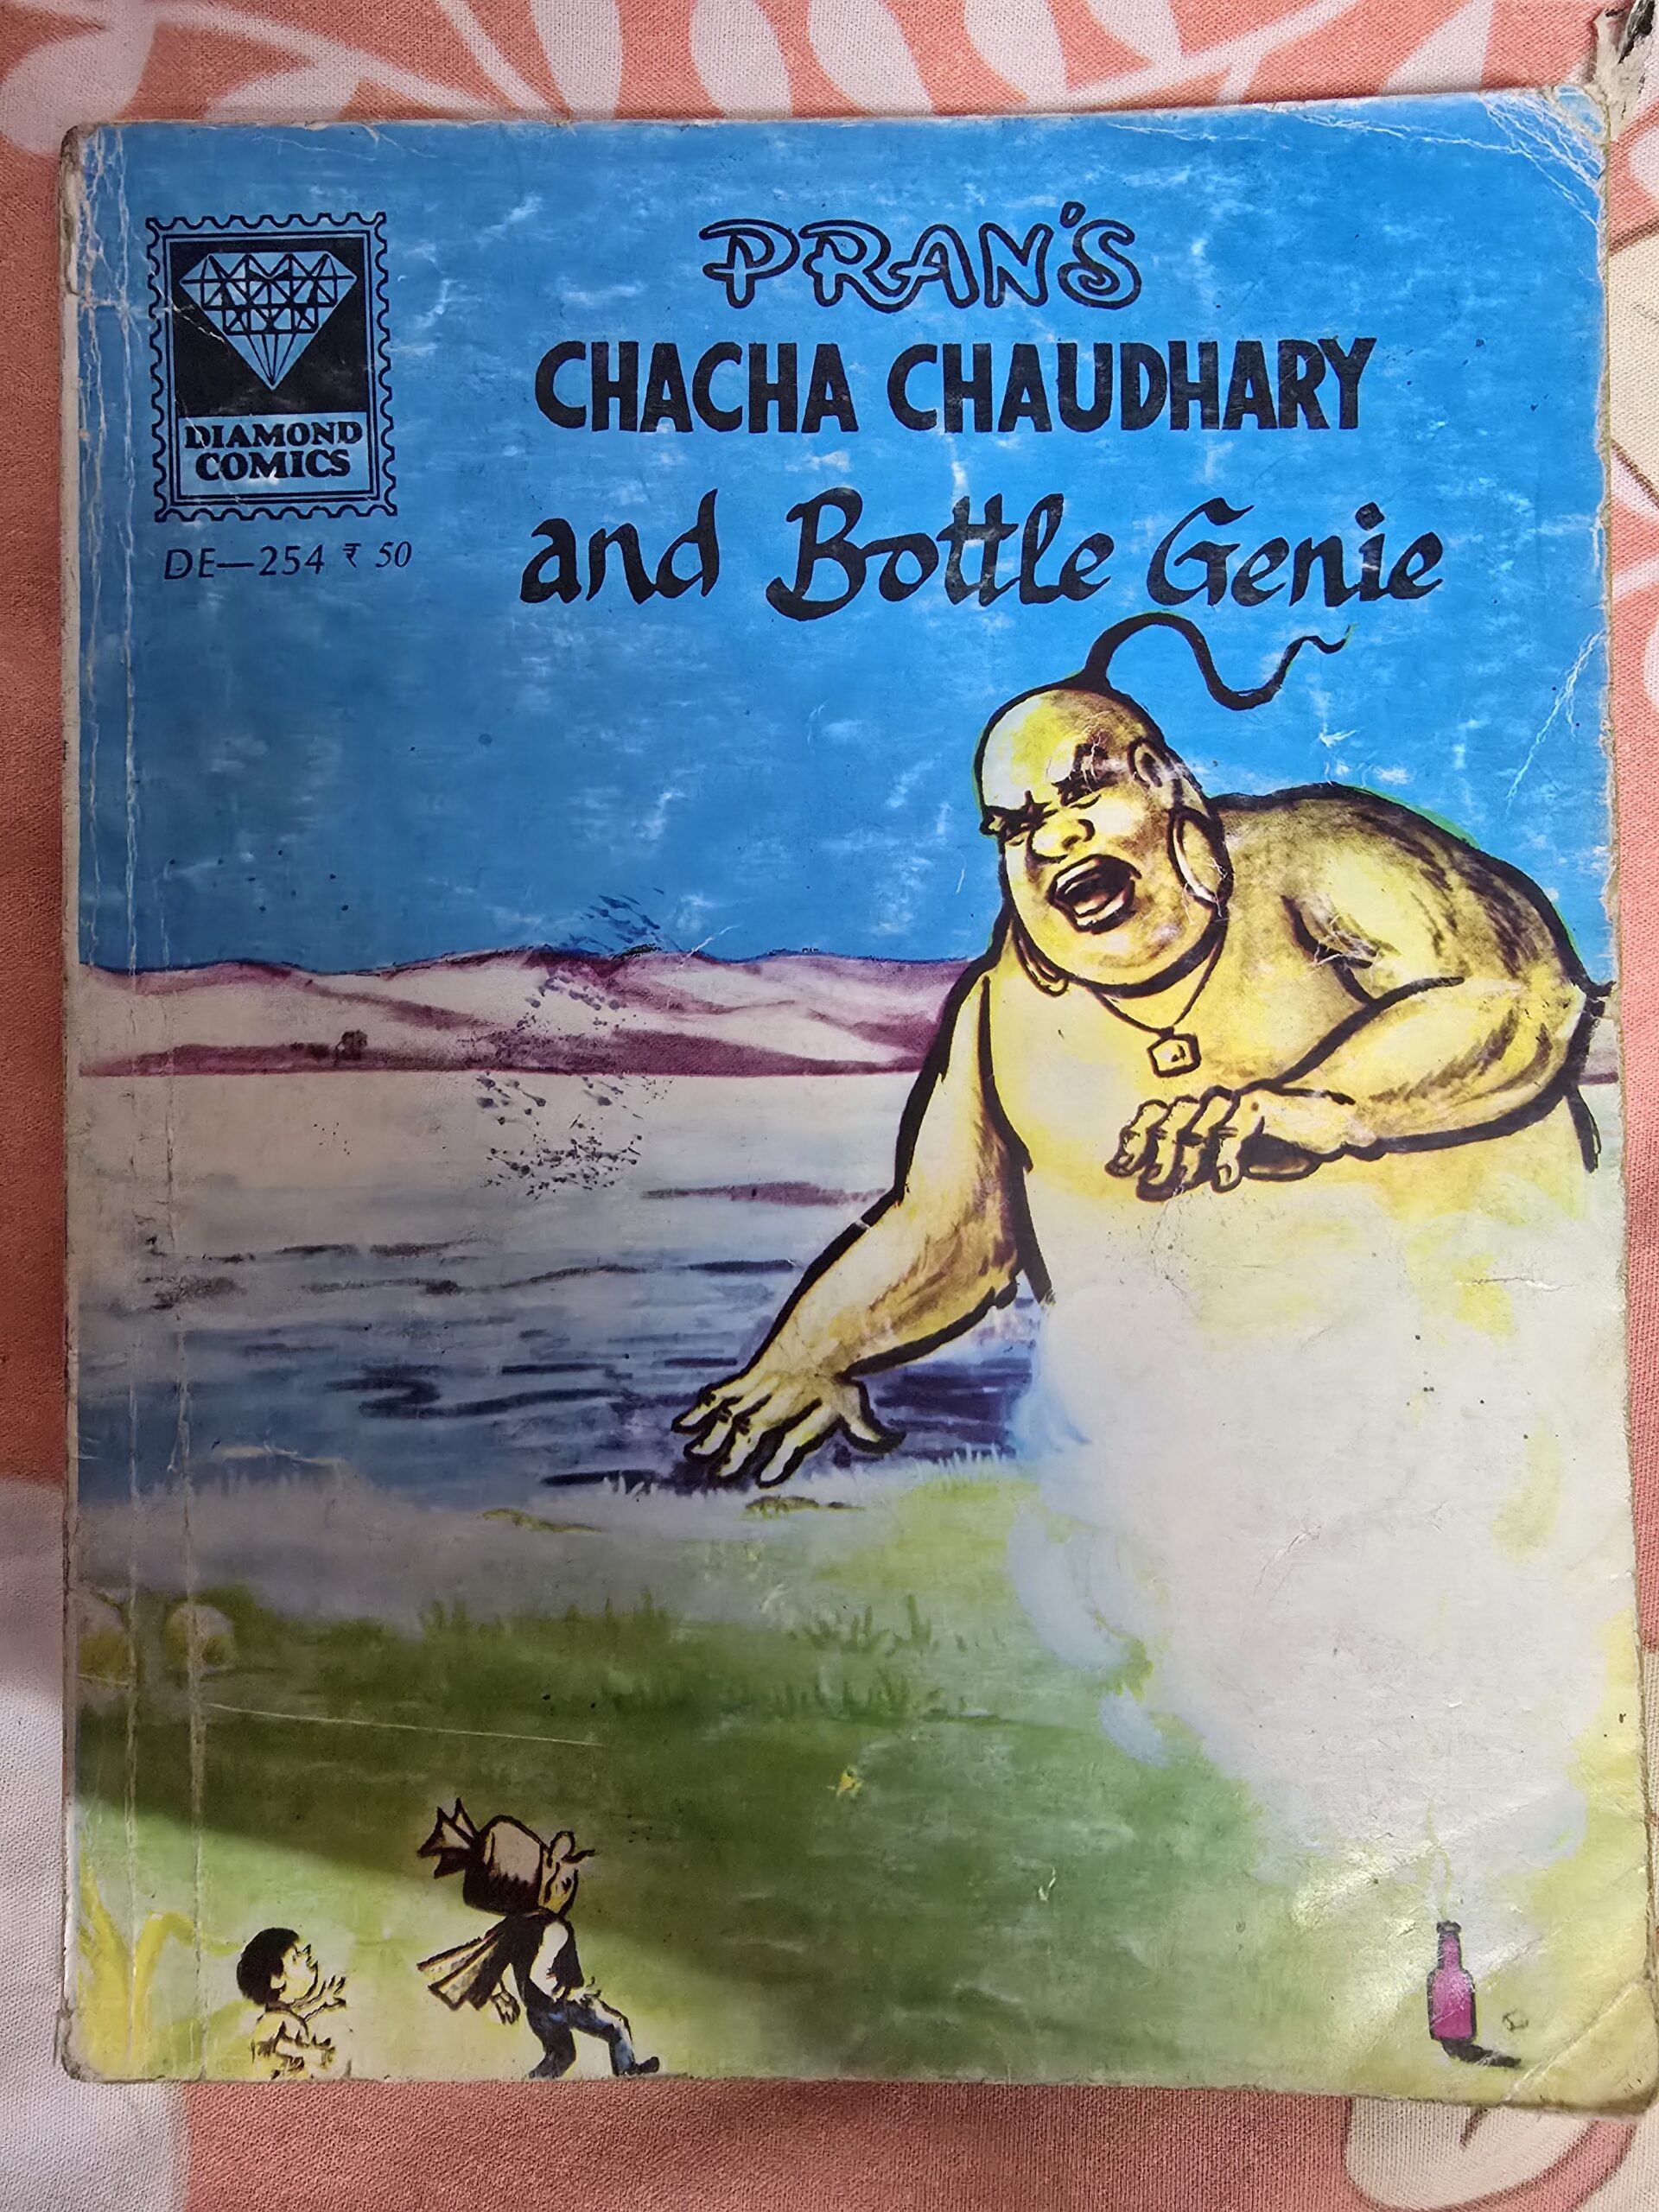 PRAN'S
CHACHA CHAUDHARY
and Bottle Genie
DIAMOND
COMICS
DE—254 ₹ 50